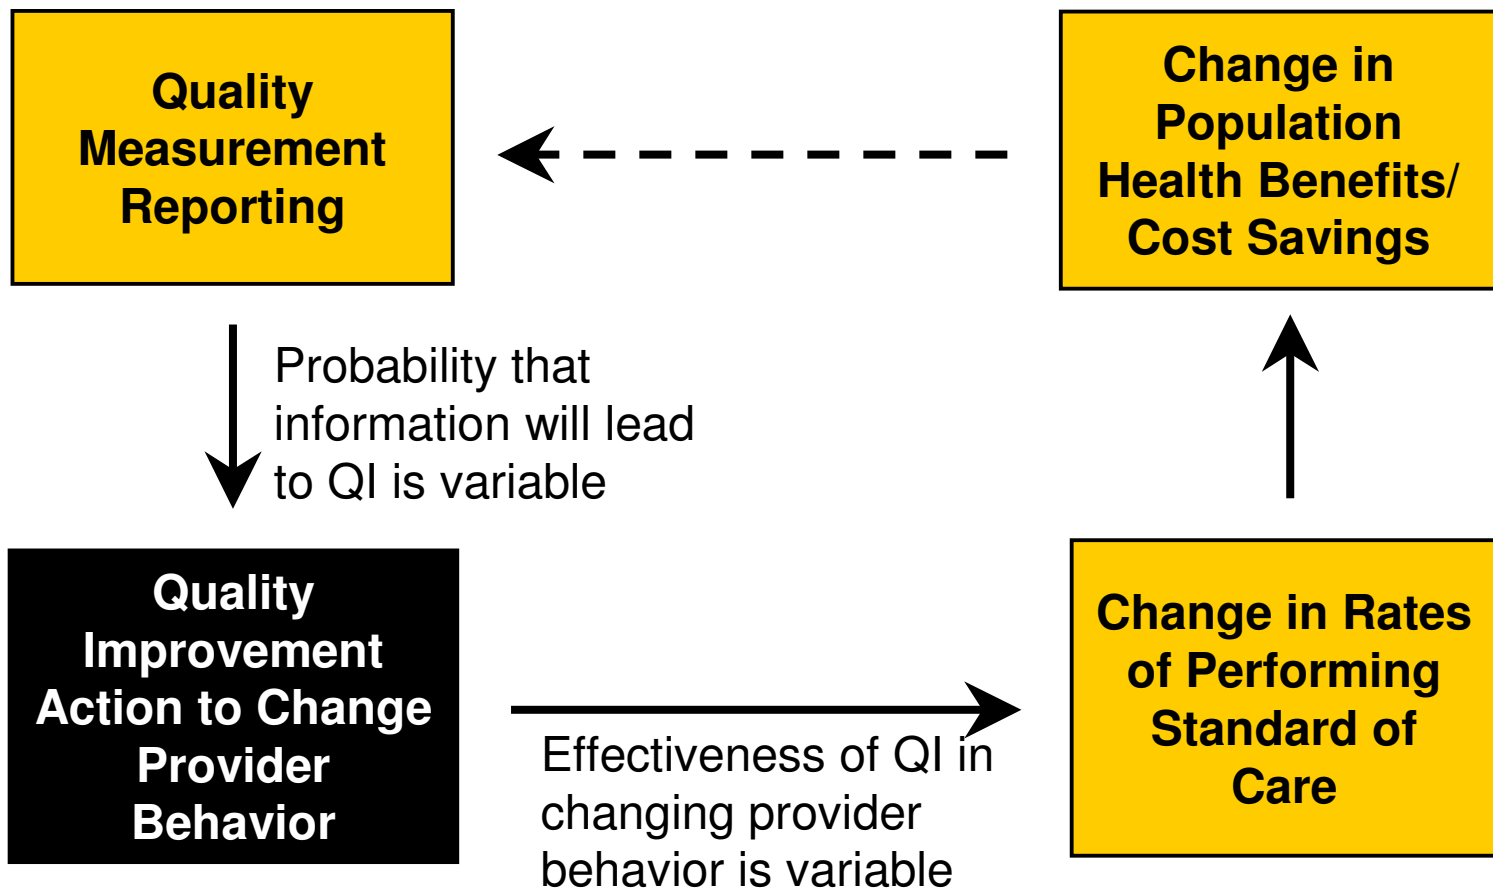 Quality
Measurement
Reporting
Change in
Population
Health Benefits/
Cost Savings
Probability that
information will lead
to QI is variable
Quality
Improvement
Action to Change
Provider
Behavior
Effectiveness of QI in
changing provider
behavior is variable
Change in Rates
of Performing
Standard of
Care